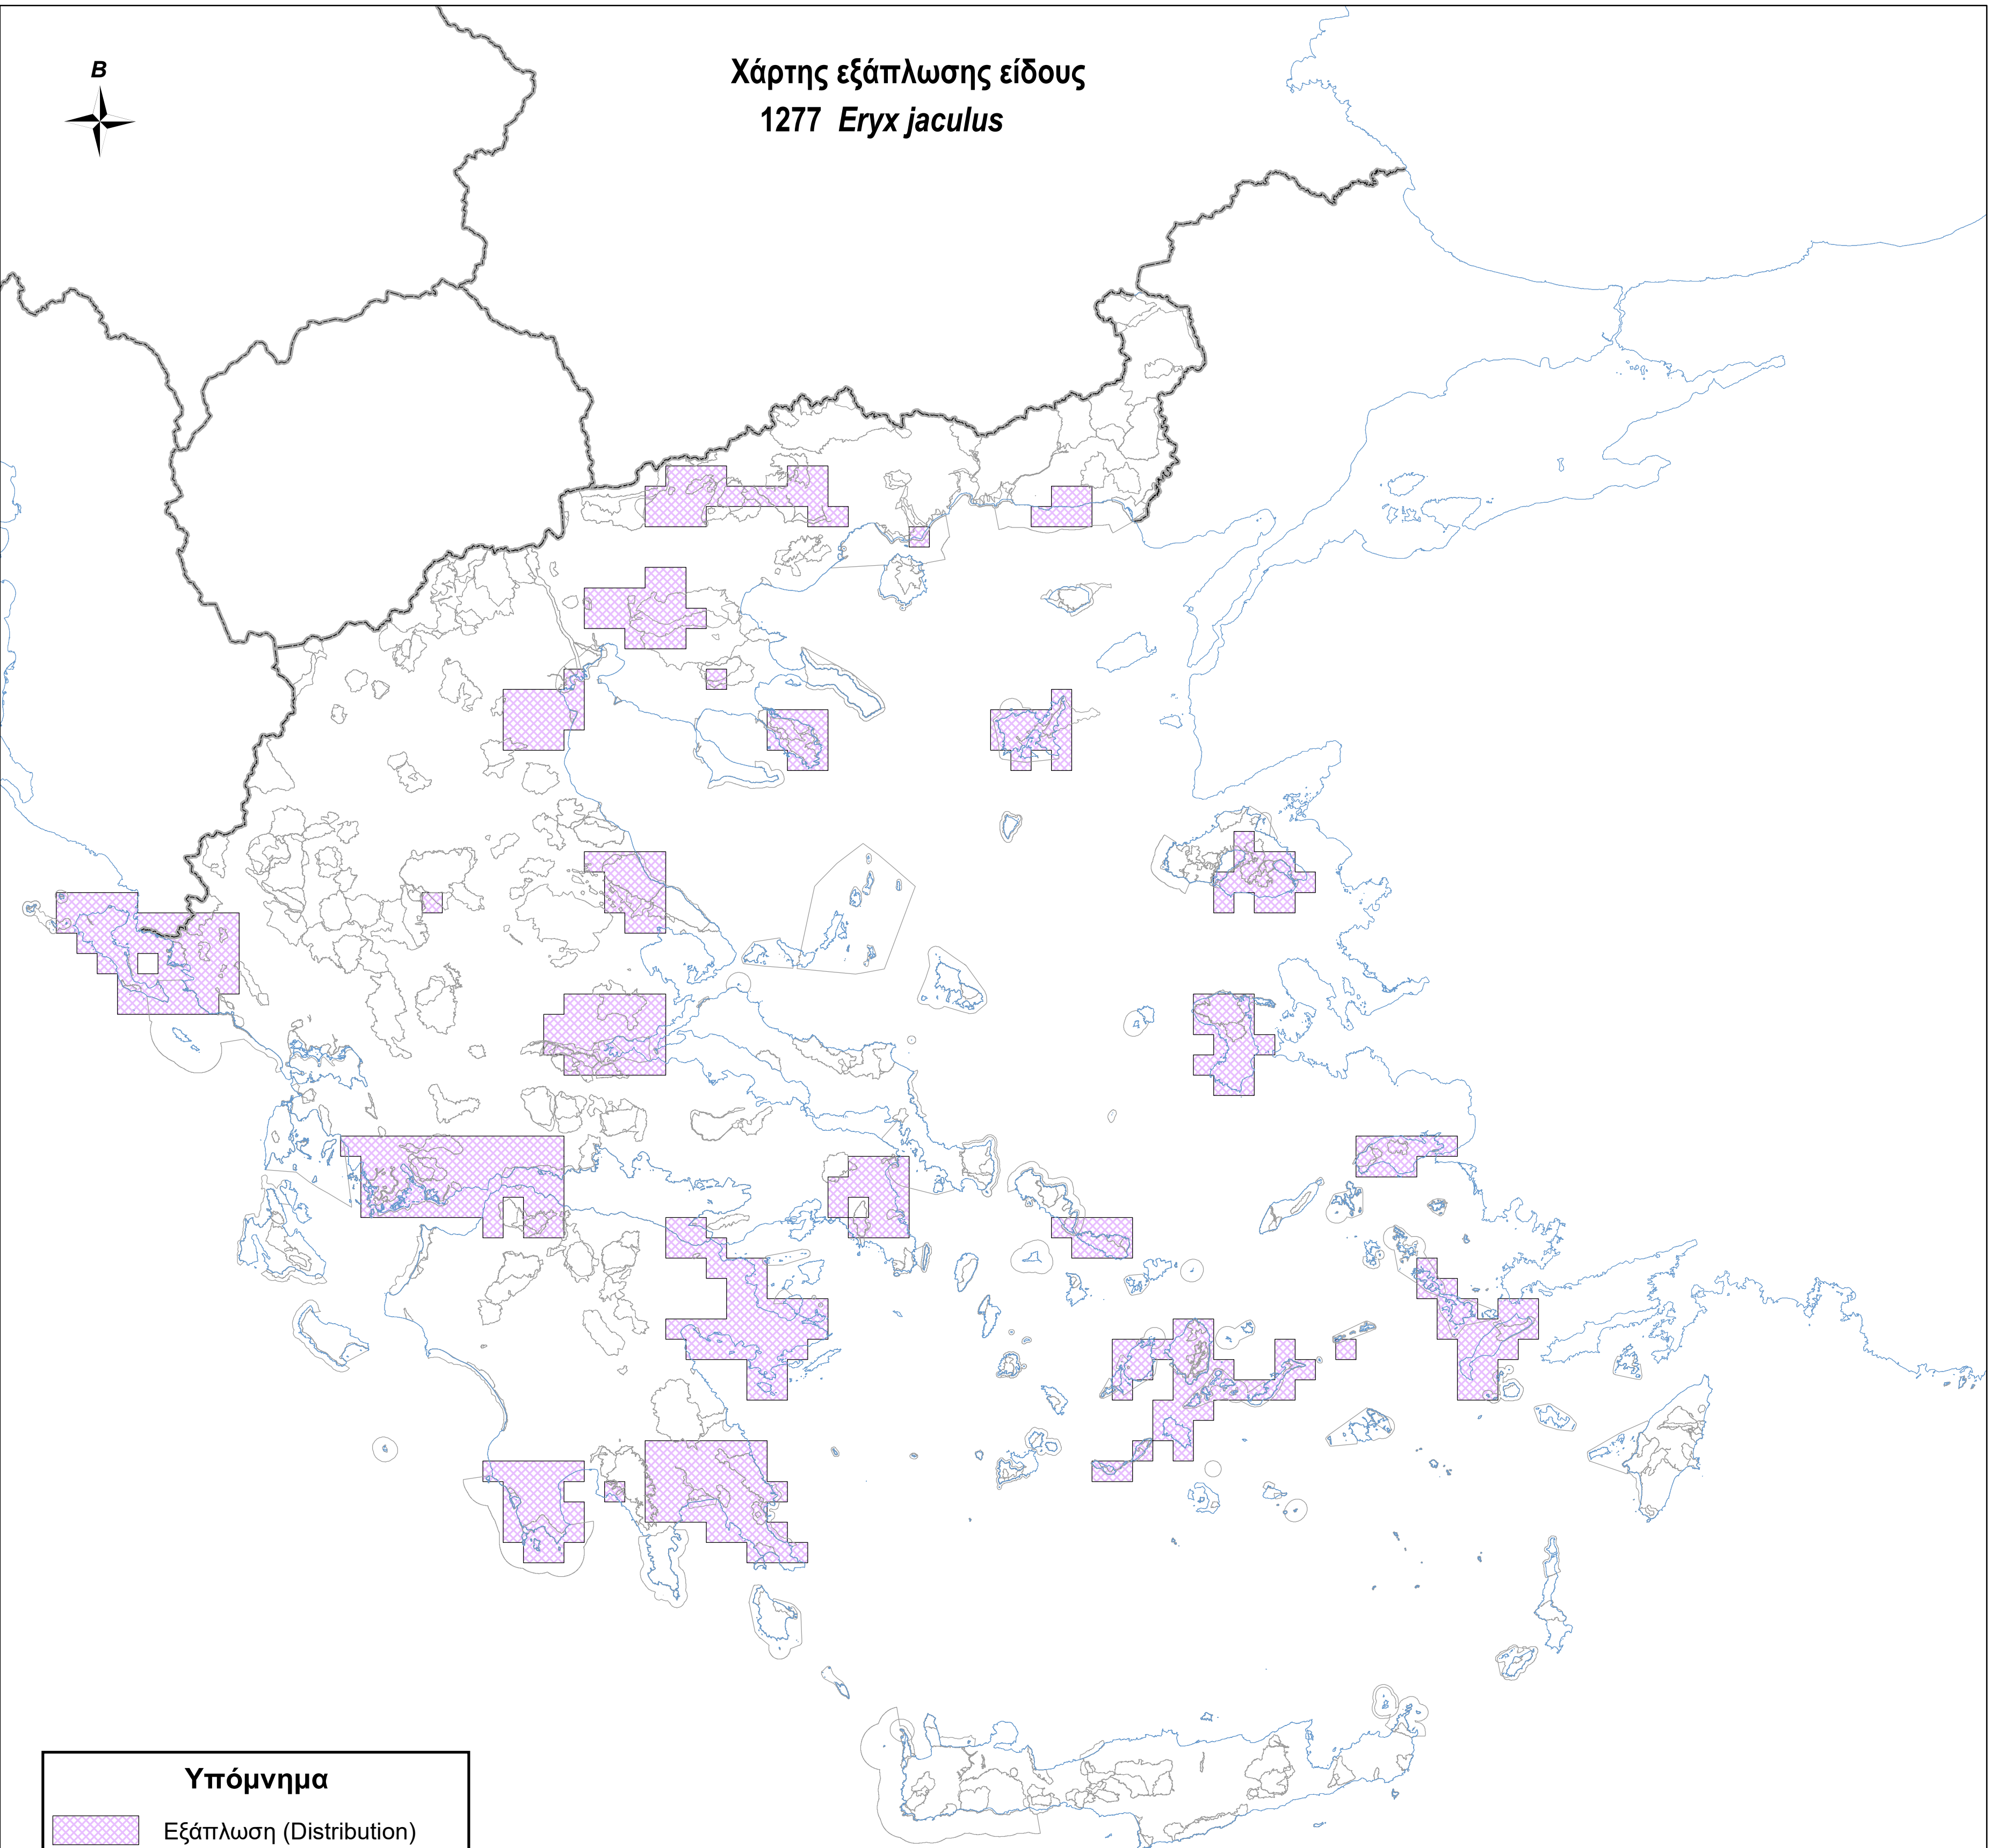 Β
Χάρτης εξάπλωσης είδους
1277 Eryx jaculus
Υπόμνημα
Εξάπλωση (Distribution)